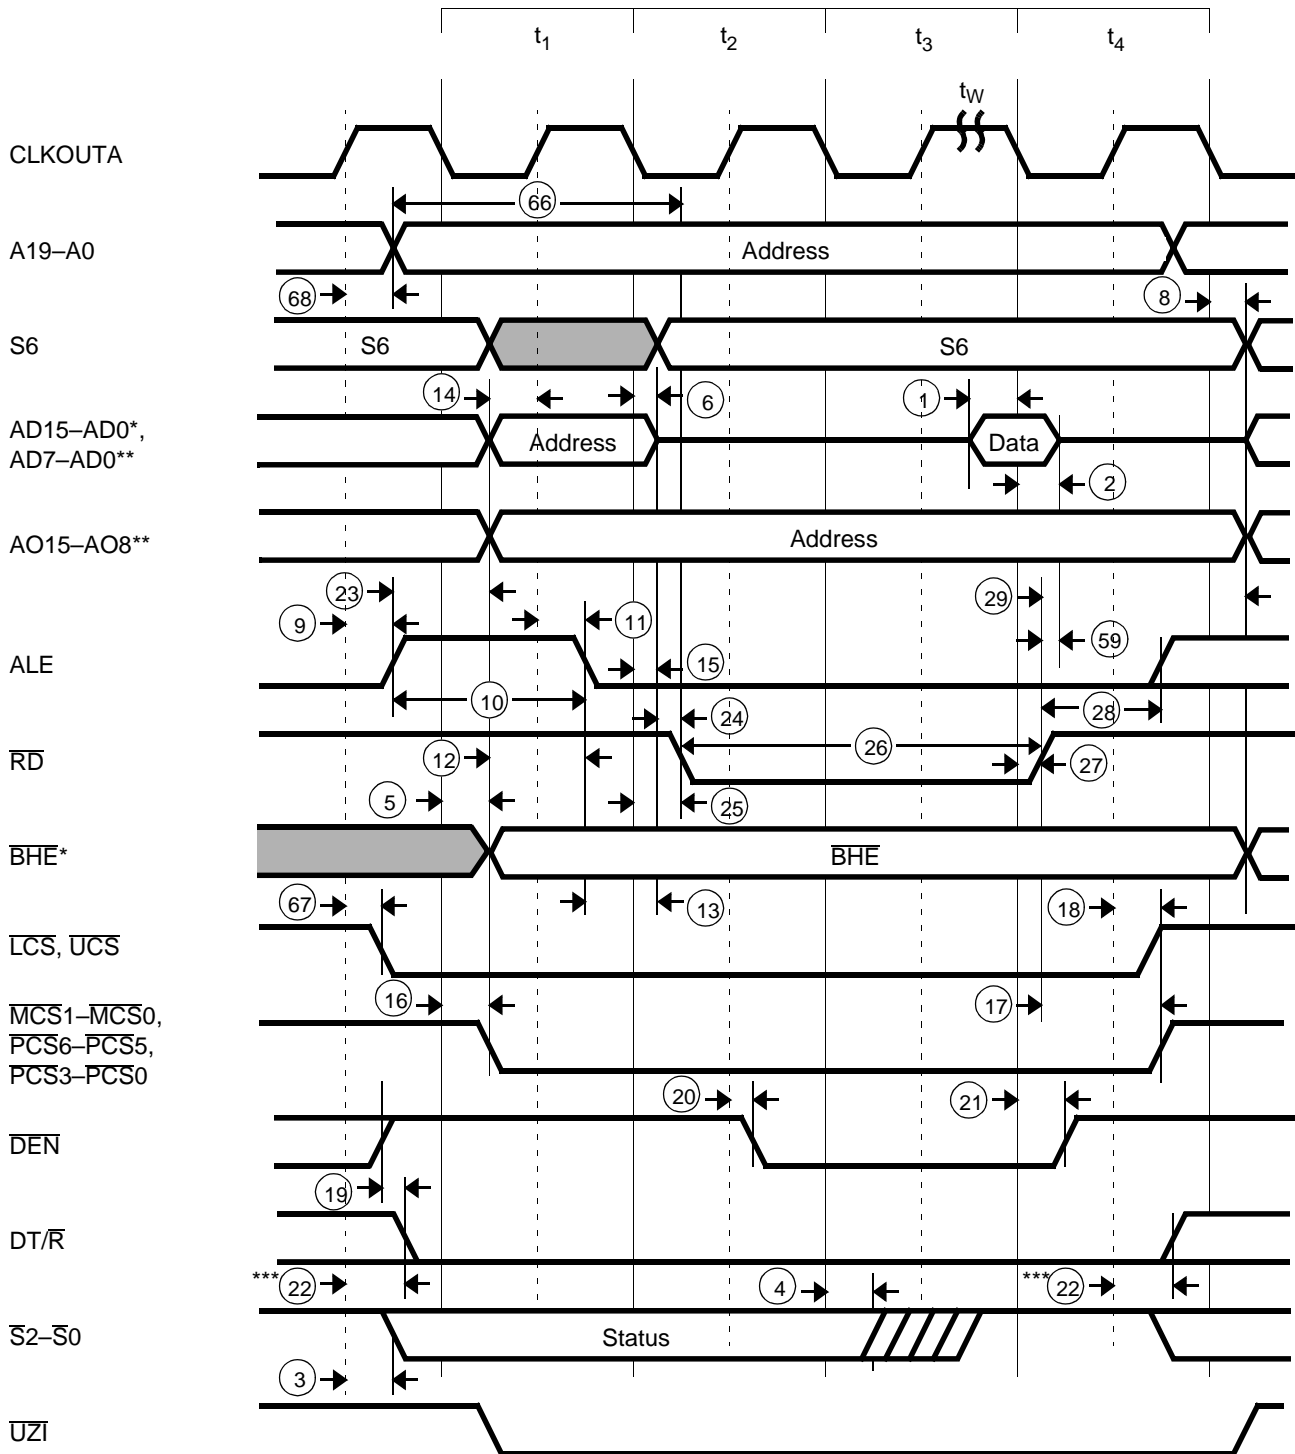 t1 t2 t3 t4
tW
CLKOUTA
66
A19–A0 Address
68 8
S6 S6 S6
14 6 1
AD15–AD0*,
AD7–AD0** Address Data
2
AO15–AO8** Address
23 29
9 11 59
ALE 15
10 24 28
RD 26
12 27
5 25
BHE* BHE
67 13 18
LCS, UCS
16 17
MCS1–MCS0,
PCS6–PCS5,
PCS3–PCS0
20 21
DEN
19
DT/R
***22 4 ***22
S2–S0 Status
3
UZI